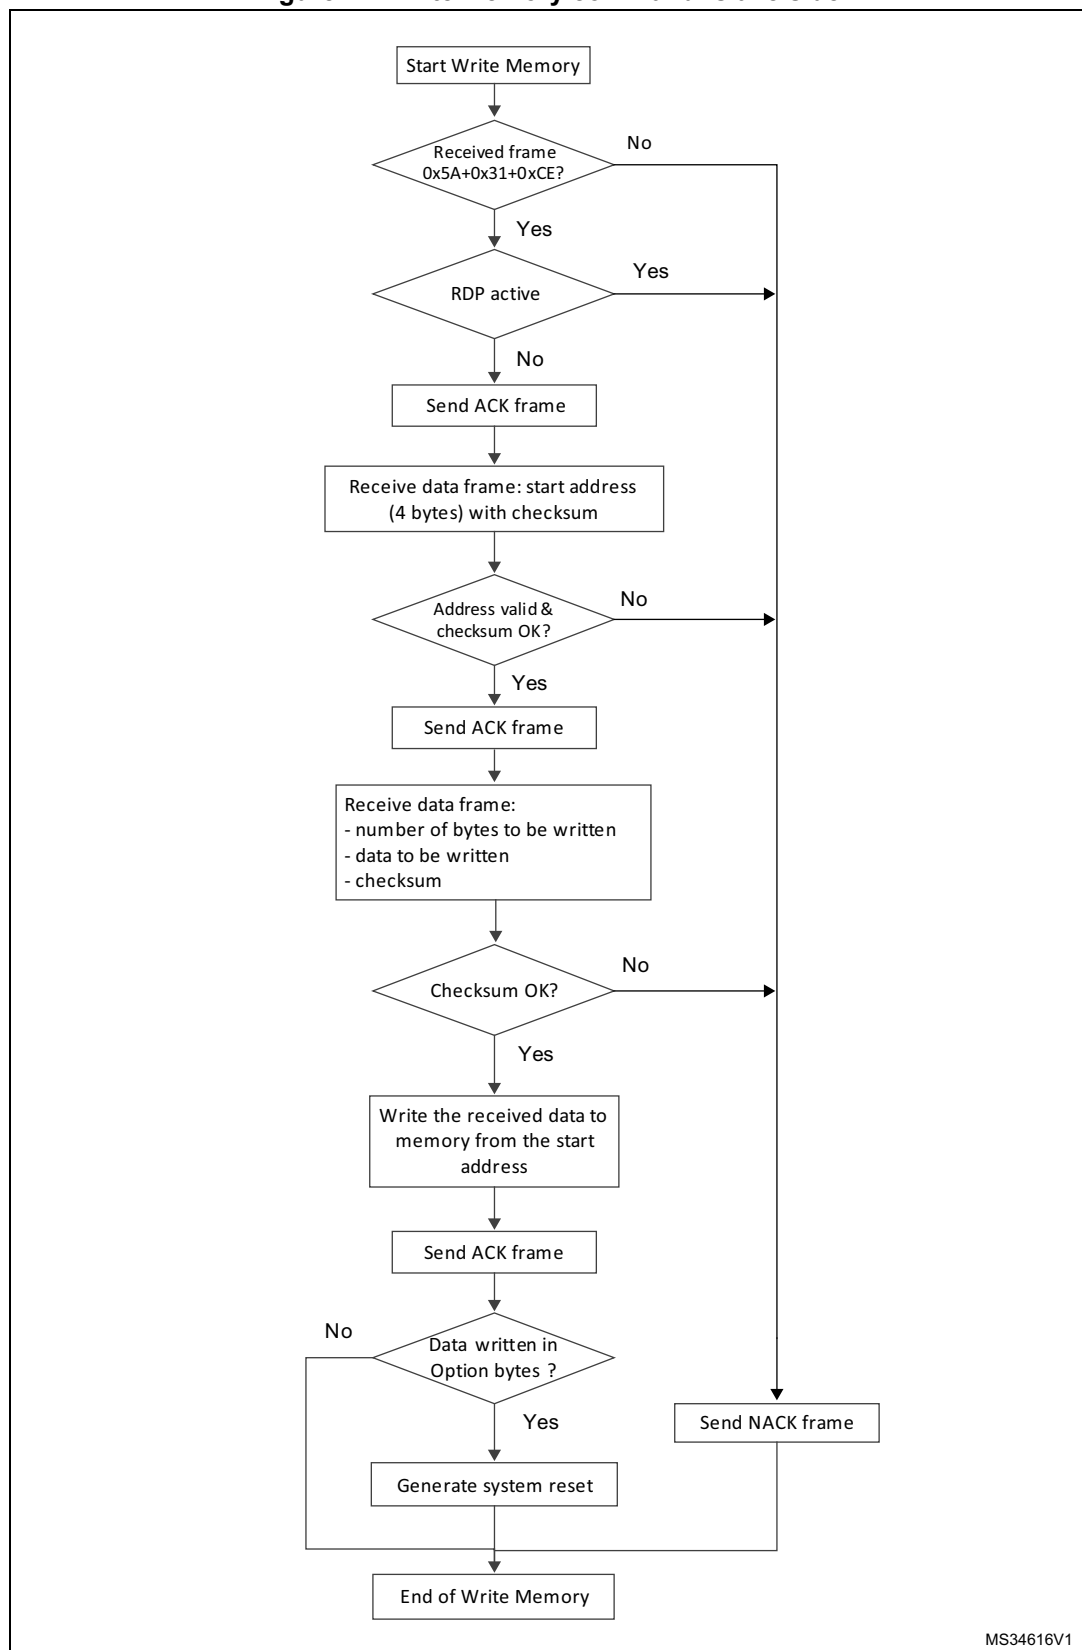 Start Write Memory
Received frame
0x5A+0x31+0xCE?
No
Yes
RDP active
Yes
No
Send ACK frame
Receive data frame: start address
(4 bytes) with checksum
Address valid &
checksum OK?
No
Yes
Send ACK frame
Receive data frame:
- number of bytes to be written
- data to be written
- checksum
Checksum OK?
No
Yes
Write the received data to
memory from the start
address
Send ACK frame
No
Data written in
Option bytes ?
Yes
Send NACK frame
Generate system reset
End of Write Memory
MS34616V1